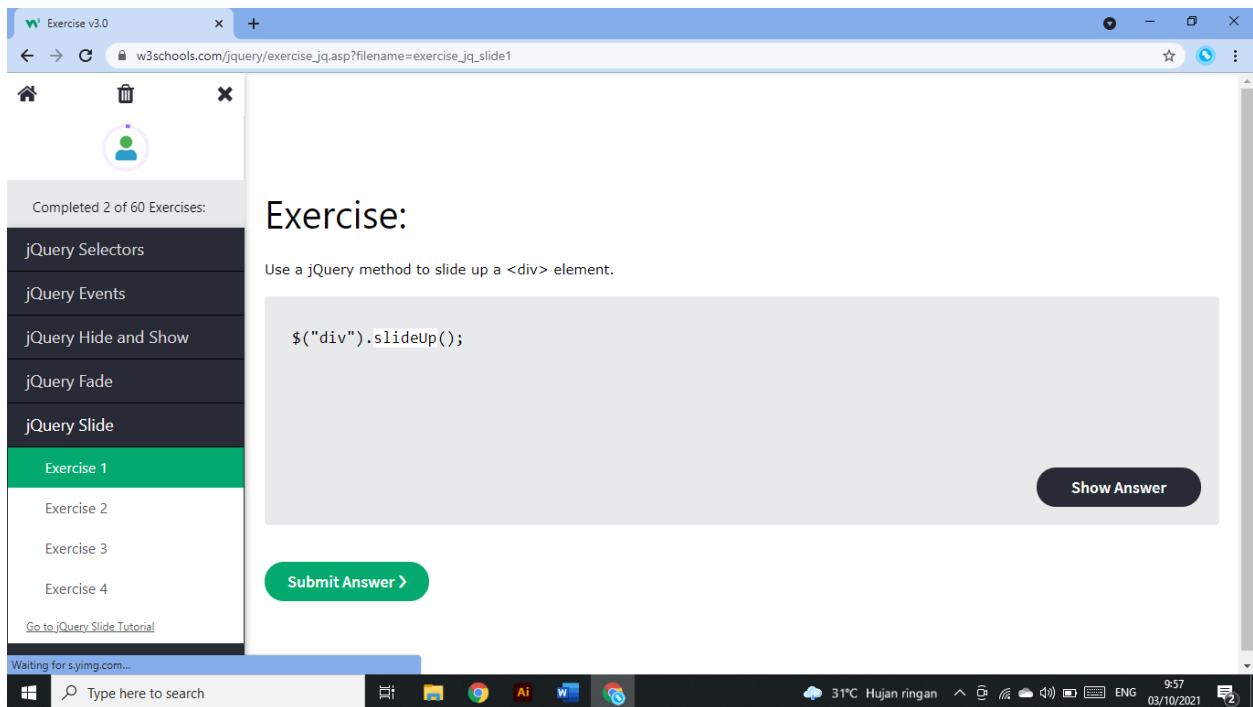 Exercise v3.0
w3schools.com/jquery/exercise_jq.asp?filename=exercise_jq_slide1
Completed 2 of 60 Exercises:
jQuery Selectors
jQuery Events
jQuery Hide and Show
jQuery Fade
jQuery Slide
Exercise 1
Exercise 2
Exercise 3
Exercise 4
Go to jQuery Slide Tutorial
Exercise:
Use a jQuery method to slide up a <div> element.
$("div").slideUp();
Show Answer
Submit Answer ❯
Waiting for s.yimg.com...
Type here to search
Ai
W
31°C Hujan ringan
ENG
9:57
03/10/2021
2